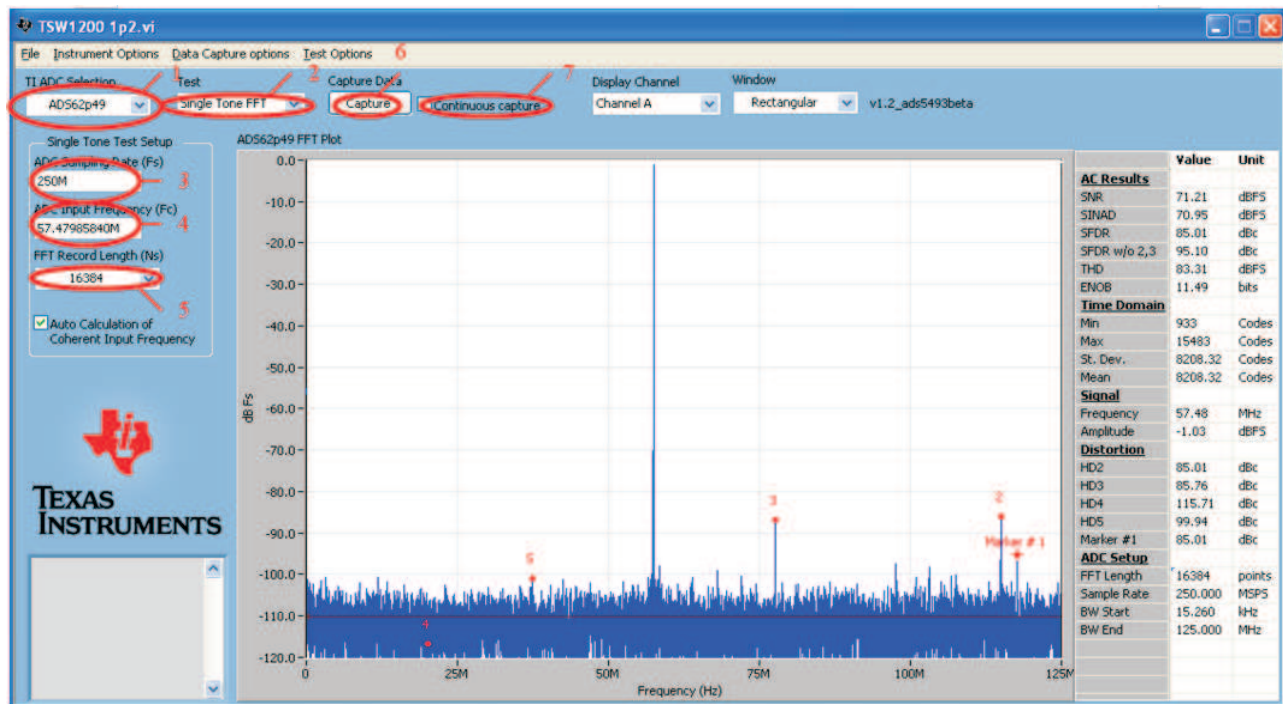 TSW1200 1p2.vi
File Instrument Options Data Capture options Test Options 6
TI ADC Selection 1 Test 2 Capture Data 7 Display Channel Window
ADS62p49 Single Tone FFT Capture Continuous capture Channel A Rectangular v1.2_ads5493beta
Single Tone Test Setup
ADC Sampling Rate (Fs)
250M 3
ADC Input Frequency (Fc)
57.47985840M 4
FFT Record Length (Ns)
16384
5
Auto Calculation of
Coherent Input Frequency
TEXAS
INSTRUMENTS
ADS62p49 FFT Plot
0.0
-10.0
-20.0
-30.0
-40.0
-50.0
-60.0
-70.0
-80.0
-90.0
-100.0
-110.0
-120.0
dB Fs
5
4
3
2
Marker # 1
0 25M 50M 75M 100M 125M
Frequency (Hz)
Value Unit
AC Results
SNR 71.21 dBFS
SINAD 70.95 dBFS
SFDR 85.01 dBc
SFDR w/o 2,3 95.10 dBc
THD 83.31 dBFS
ENOB 11.49 bits
Time Domain
Min 933 Codes
Max 15483 Codes
St. Dev. 8208.32 Codes
Mean 8208.32 Codes
Signal
Frequency 57.48 MHz
Amplitude -1.03 dBFS
Distortion
HD2 85.01 dBc
HD3 85.76 dBc
HD4 115.71 dBc
HD5 99.94 dBc
Marker #1 85.01 dBc
ADC Setup
FFT Length 16384 points
Sample Rate 250.000 MSPS
BW Start 15.260 kHz
BW End 125.000 MHz